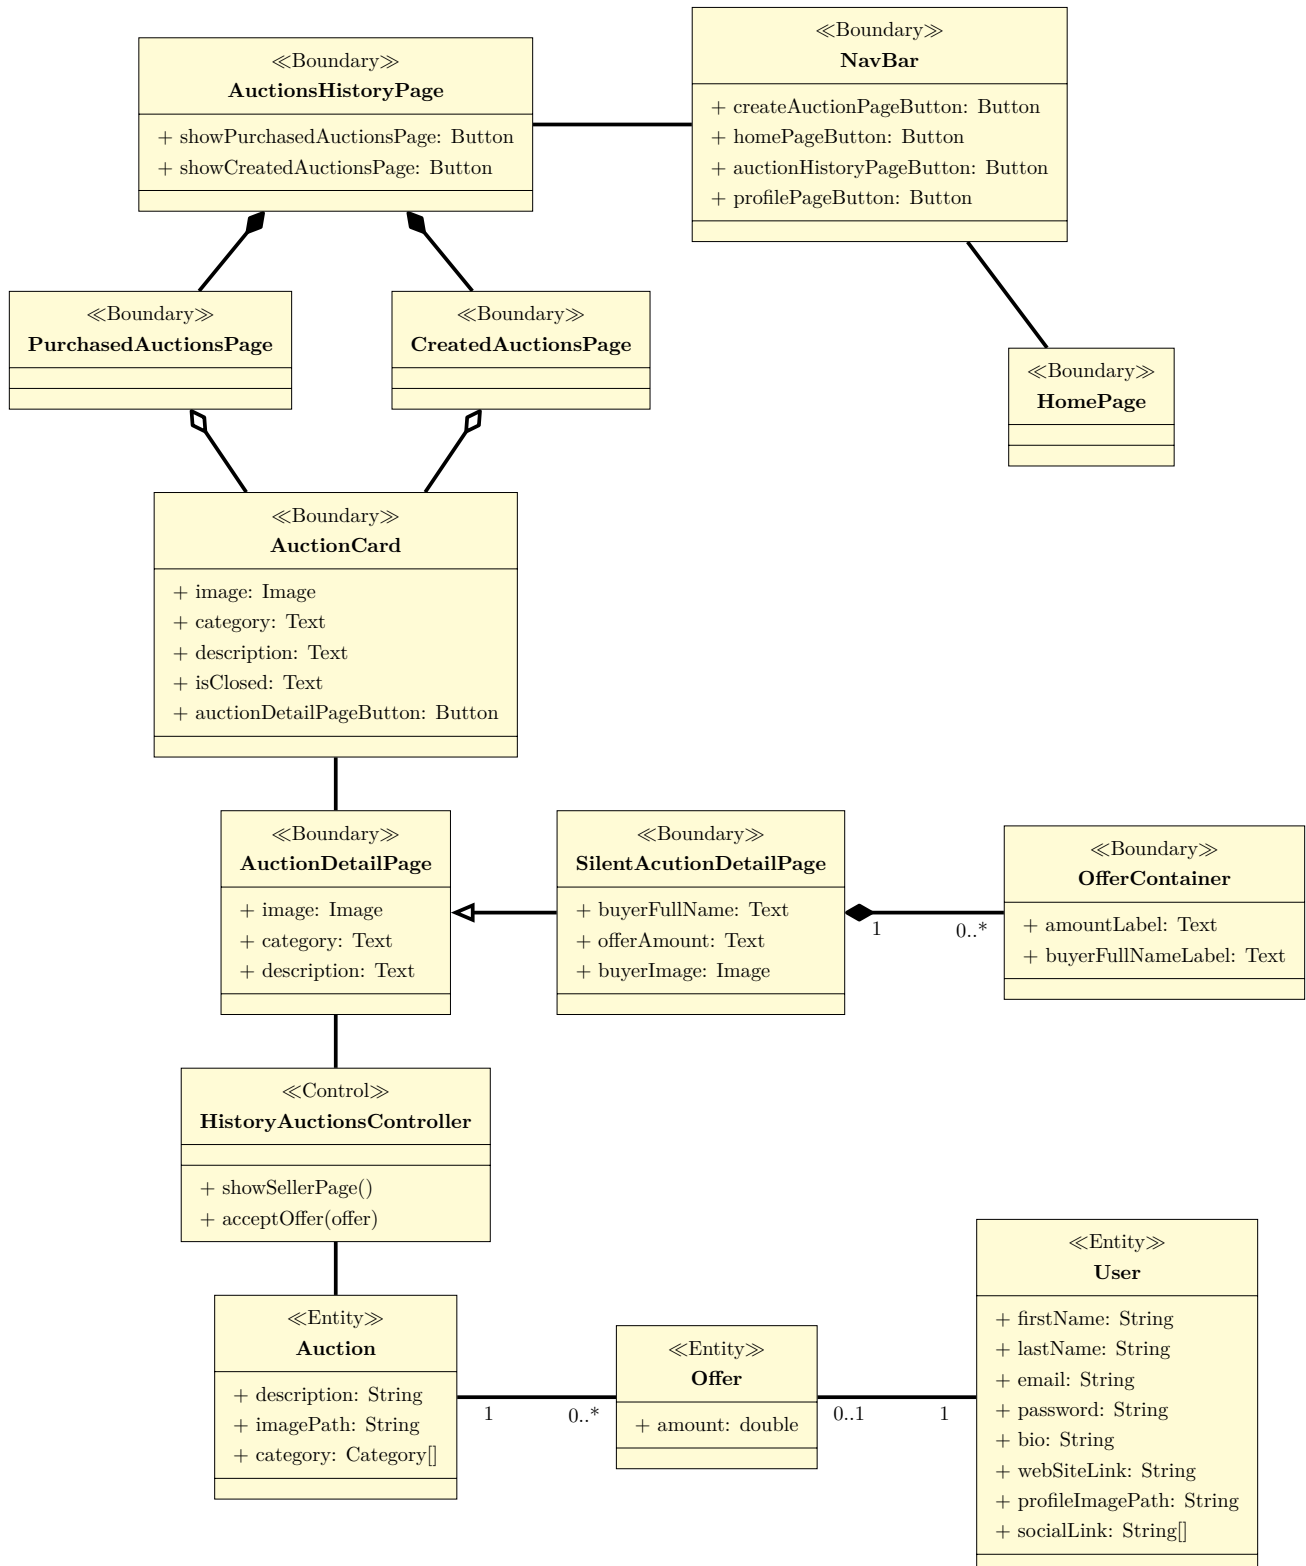 ≪Boundary≫
AuctionsHistoryPage
+ showPurchasedAuctionsPage: Button
+ showCreatedAuctionsPage: Button
≪Boundary≫
NavBar
+ createAuctionPageButton: Button
+ homePageButton: Button
+ auctionHistoryPageButton: Button
+ profilePageButton: Button
≪Boundary≫
PurchasedAuctionsPage
≪Boundary≫
CreatedAuctionsPage
≪Boundary≫
HomePage
≪Boundary≫
AuctionCard
+ image: Image
+ category: Text
+ description: Text
+ isClosed: Text
+ auctionDetailPageButton: Button
≪Boundary≫
AuctionDetailPage
+ image: Image
+ category: Text
+ description: Text
≪Boundary≫
SilentAcutionDetailPage
+ buyerFullName: Text
+ offerAmount: Text
+ buyerImage: Image
1
0..*
≪Boundary≫
OfferContainer
+ amountLabel: Text
+ buyerFullNameLabel: Text
≪Control≫
HistoryAuctionsController
+ showSellerPage()
+ acceptOffer(offer)
≪Entity≫
Auction
+ description: String
+ imagePath: String
+ category: Category[]
1
0..*
≪Entity≫
Offer
+ amount: double
0..1
1
≪Entity≫
User
+ firstName: String
+ lastName: String
+ email: String
+ password: String
+ bio: String
+ webSiteLink: String
+ profileImagePath: String
+ socialLink: String[]